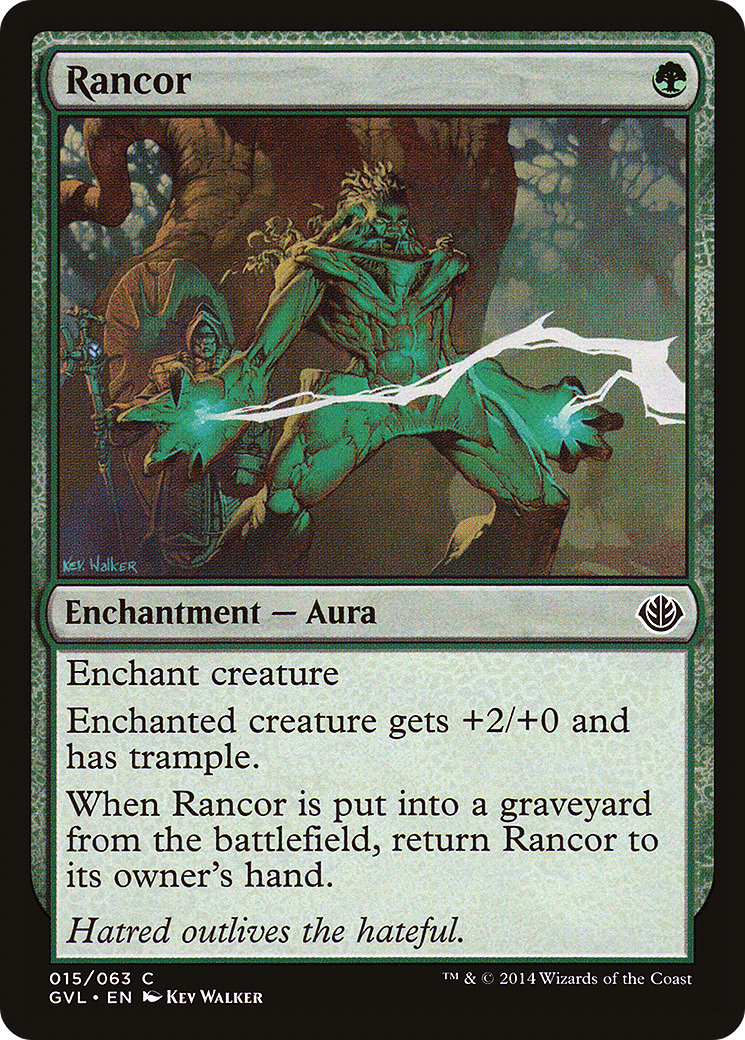 Rancor
Kev. Walker
Enchantment — Aura
Enchant creature
Enchanted creature gets +2/+0 and
has trample.
When Rancor is put into a graveyard
from the battlefield, return Rancor to
its owner's hand.
Hatred outlives the hateful.
015/063 C
™ & © 2014 Wizards of the Coast
GVL • EN Kev Walker